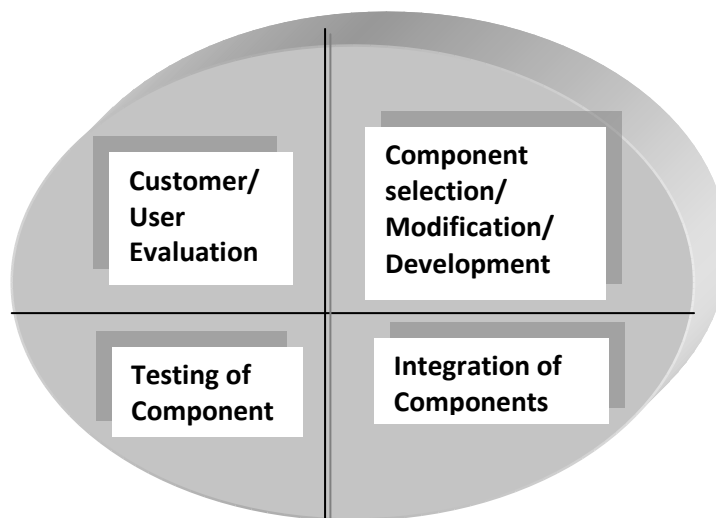 Customer/
User
Evaluation
Component
selection/
Modification/
Development
Testing of
Component
Integration of
Components